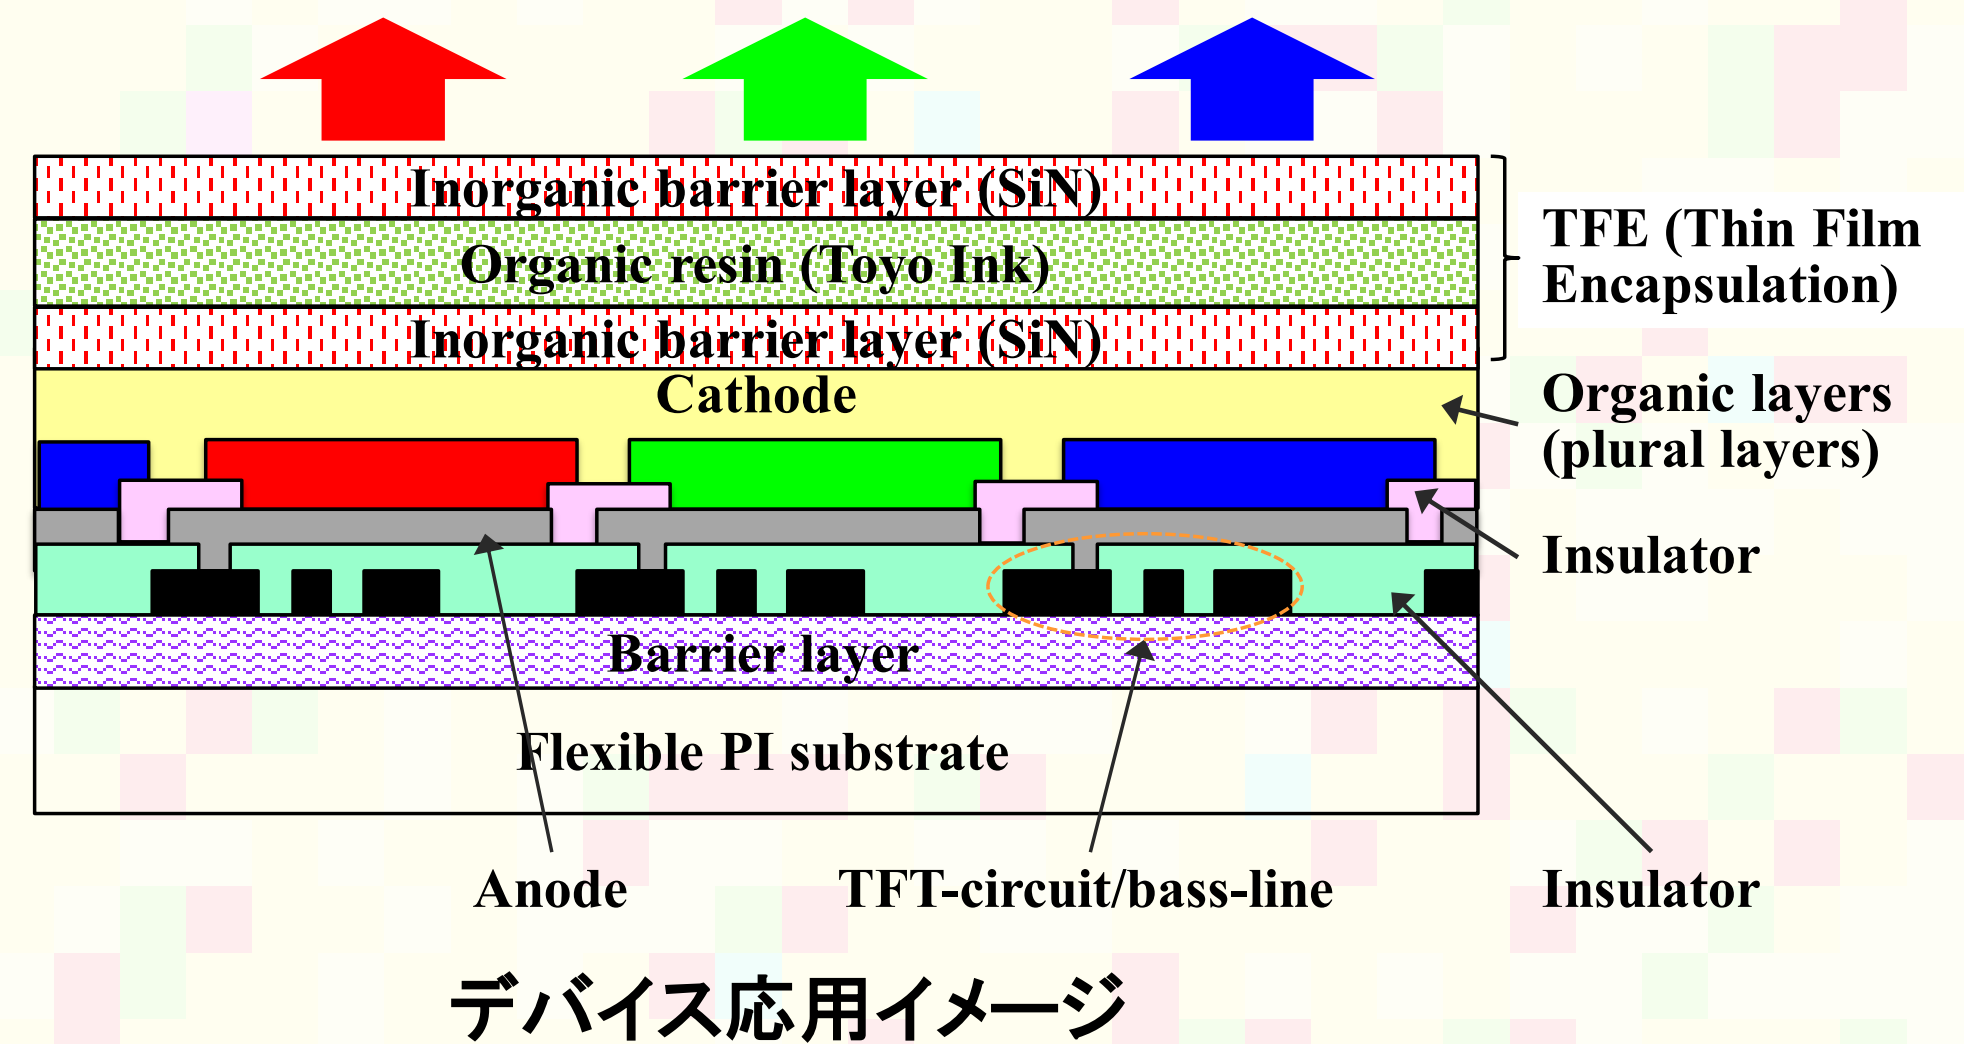 Inorganic barrier layer (SiN)
Organic resin (Toyo Ink)
Inorganic barrier layer (SiN)
TFE (Thin Film
Encapsulation)
Cathode
Organic layers
(plural layers)
Insulator
Barrier layer
Flexible PI substrate
Anode
TFT-circuit/bass-line
Insulator
デバイス応用イメージ